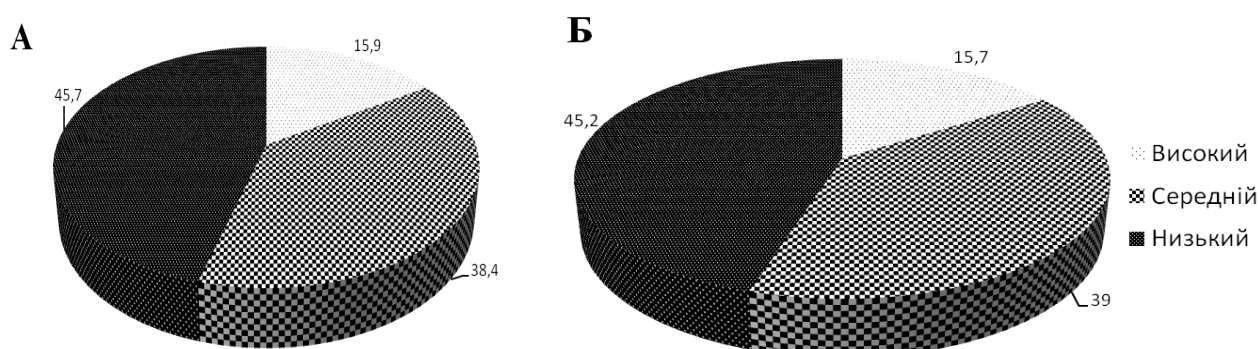 А
15,9
45,7
38,4
Б
15,7
45,2
39
Високий
Середній
Низький